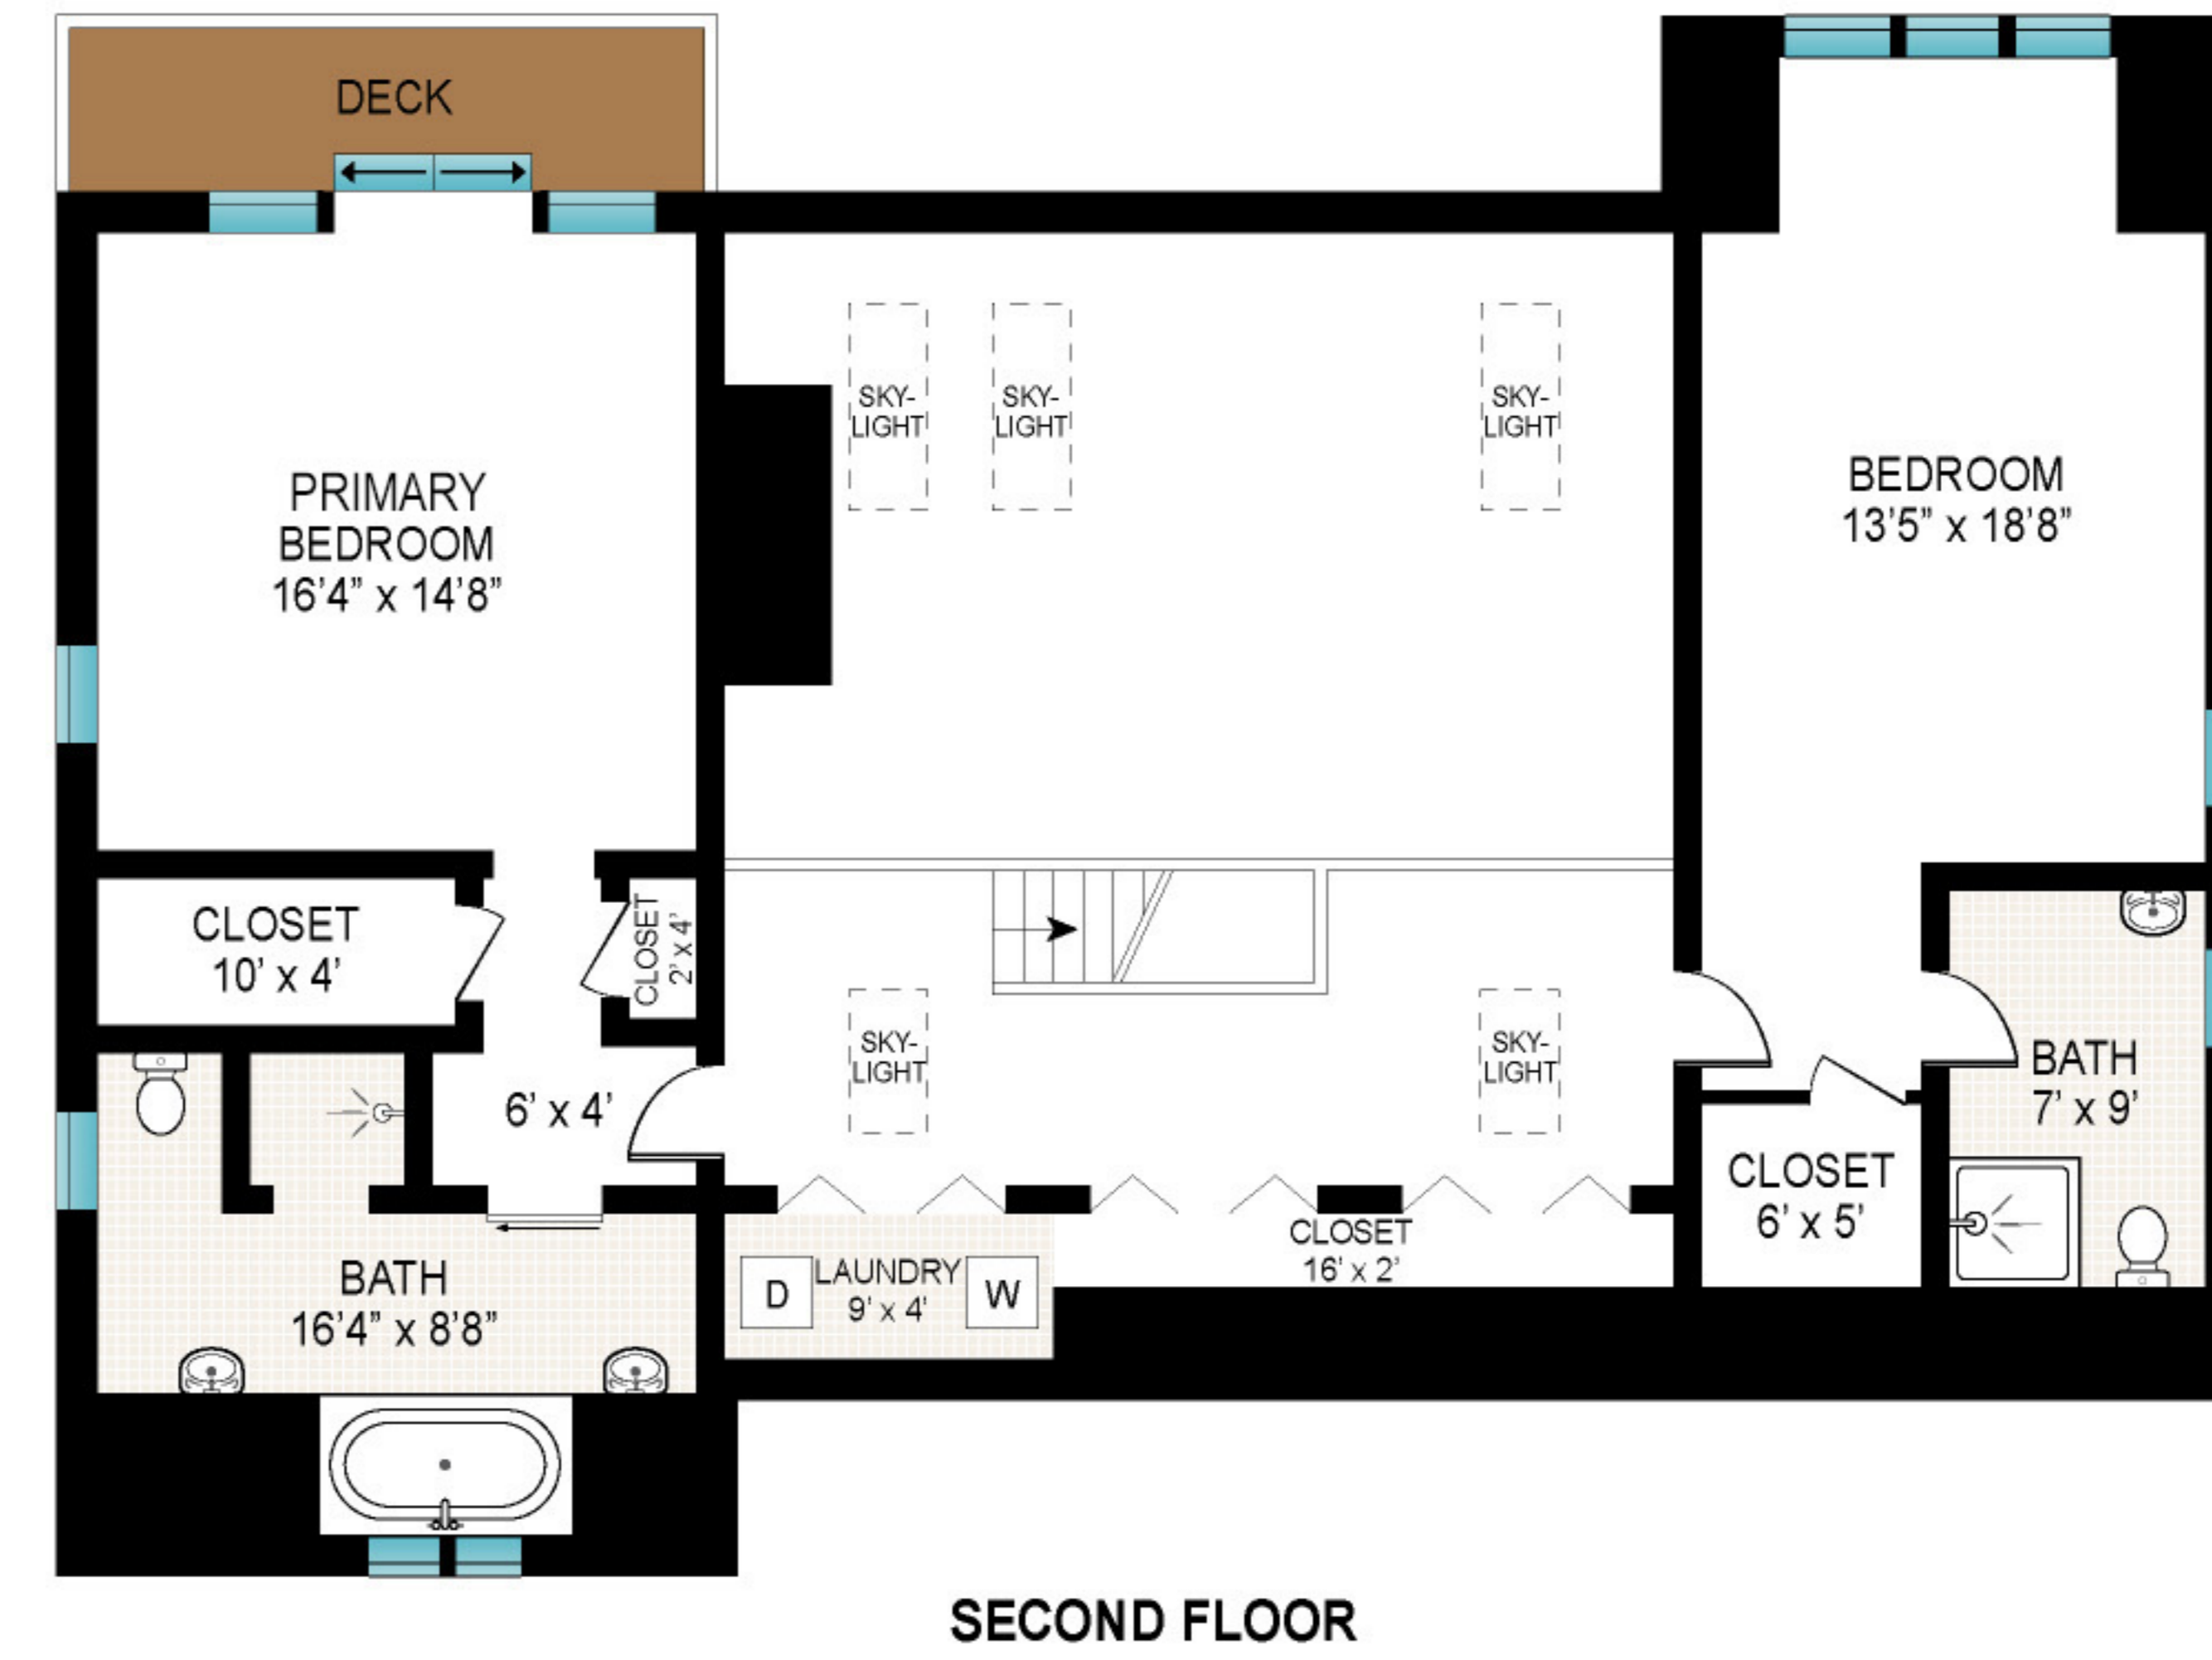 DECK
PRIMARY
BEDROOM
16’4” x 14’8”
SKY-
LIGHT
SKY-
LIGHT
SKY-
LIGHT
BEDROOM
13’5” x 18’8”
CLOSET
10’ x 4’
CLOSET
2’ x 4’
6’ x 4’
SKY-
LIGHT
SKY-
LIGHT
BATH
7’ x 9’
CLOSET
6’ x 5’
BATH
16’4” x 8’8”
D
LAUNDRY
9’ x 4’
W
CLOSET
16’ x 2’
SECOND FLOOR